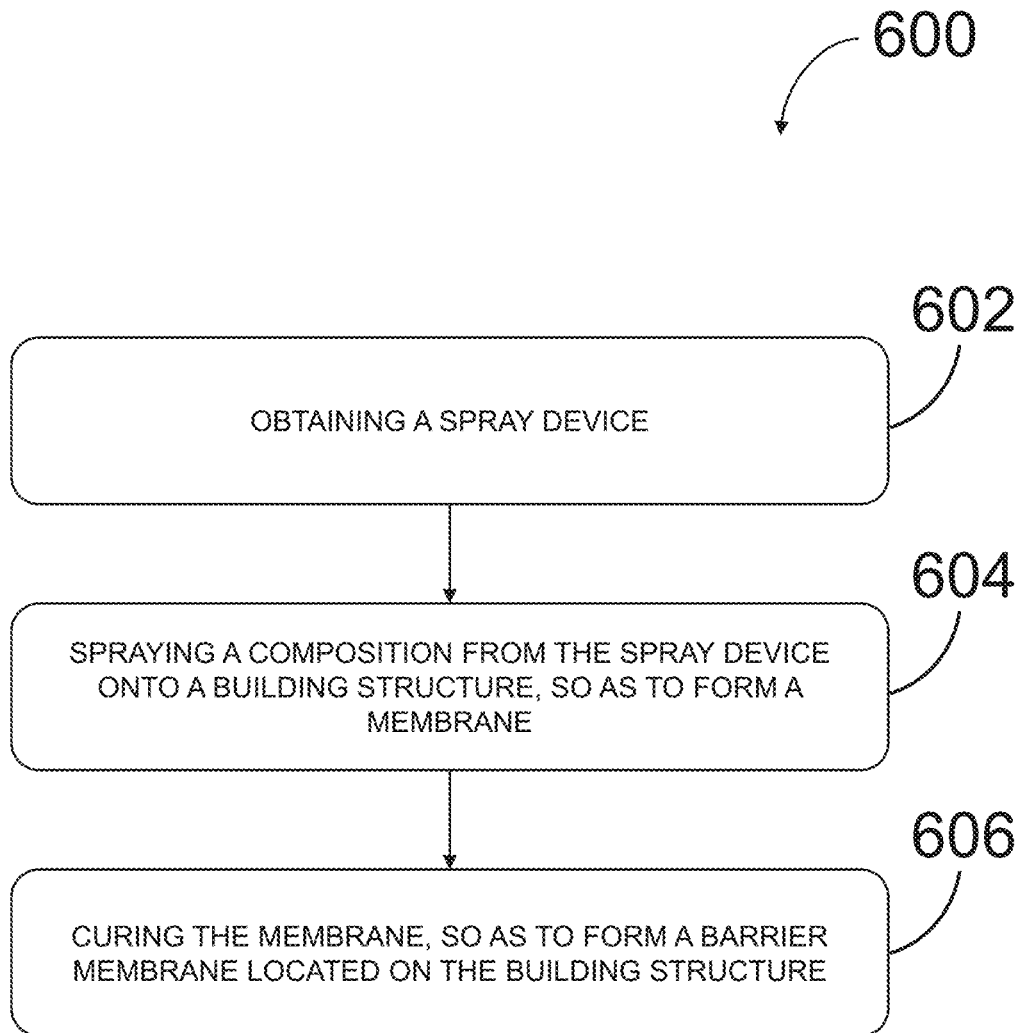 600
602
OBTAINING A SPRAY DEVICE
604
SPRAYING A COMPOSITION FROM THE SPRAY DEVICE
ONTO A BUILDING STRUCTURE, SO AS TO FORM A
MEMBRANE
606
CURING THE MEMBRANE, SO AS TO FORM A BARRIER
MEMBRANE LOCATED ON THE BUILDING STRUCTURE